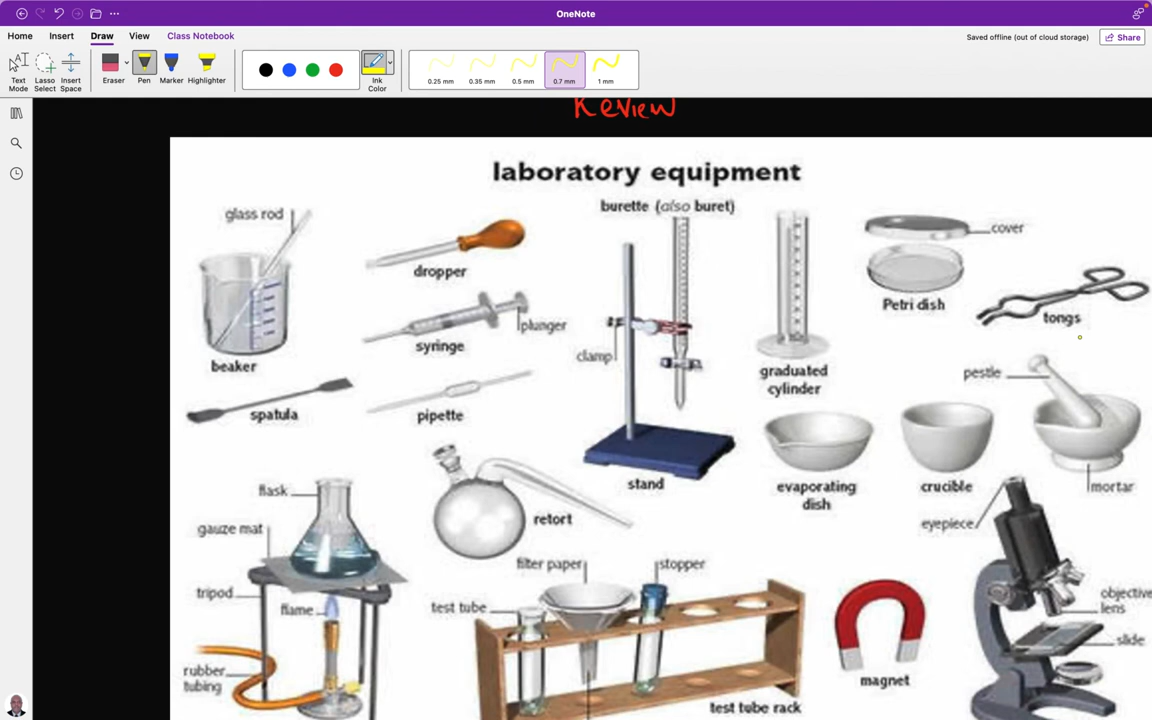 OneNote
Home Insert Draw View Class Notebook
Saved offline (out of cloud storage)
Share
Text Mode
Lasso Select
Insert Space
Eraser
Pen
Marker
Highlighter
Ink Color
0.25 mm
0.35 mm
0.5 mm
0.7 mm
1 mm
Review
laboratory equipment
glass rod
beaker
dropper
plunger
syringe
spatula
pipette
burette (also buret)
clamp
stand
graduated
cylinder
cover
Petri dish
tongs
pestle
mortar
evaporating
dish
crucible
flask
gauze mat
tripod
flame
rubber
tubing
retort
filter paper
stopper
test tube
test tube rack
magnet
eyepiece
objective
lens
slide